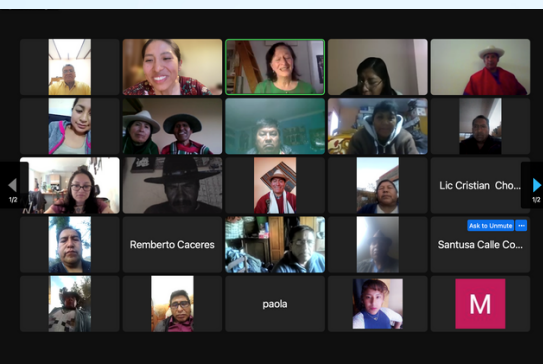 1/2
1/2
Lic Cristian Cho...
Remberto Caceres
Ask to Unmute ...
Santusa Calle Co...
paola
M